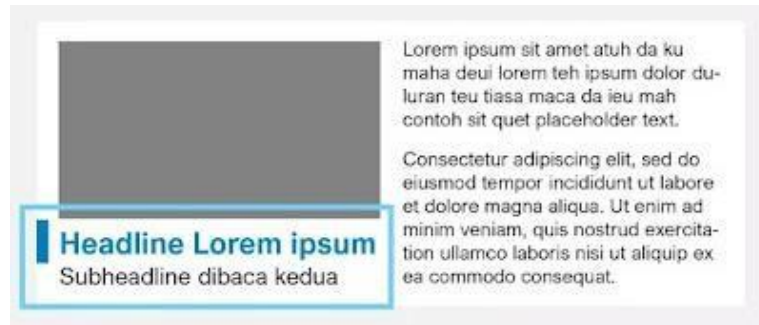 Headline Lorem ipsum
Subheadline dibaca kedua
Lorem ipsum sit amet atuh da ku
maha deui lorem teh ipsum dolor du-
luran teu tiasa maca da ieu mah
contoh sit quet placeholder text.
Consectetur adipiscing elit, sed do
eiusmod tempor incididunt ut labore
et dolore magna aliqua. Ut enim ad
minim veniam, quis nostrud exercita-
tion ullamco laboris nisi ut aliquip ex
ea commodo consequat.